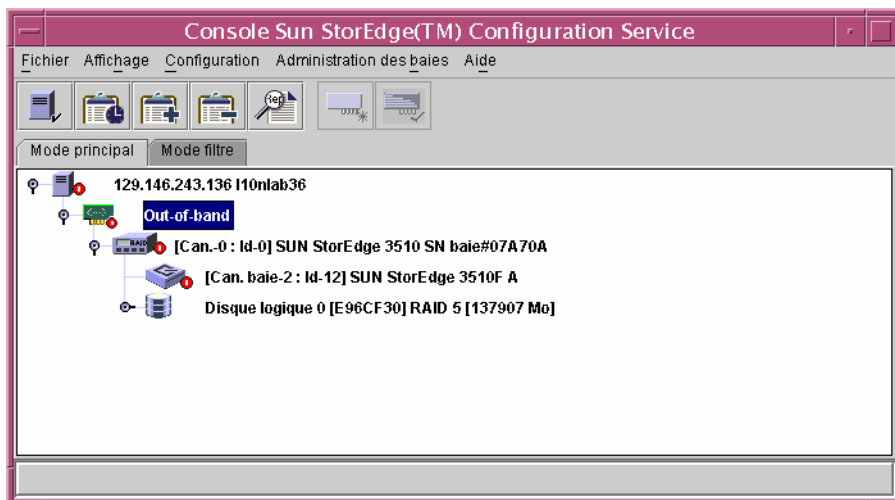 Console Sun StorEdge(TM) Configuration Service
Fichier Affichage Configuration Administration des baies Aide
Rep
Mode principal Mode filtre
129.146.243.136 l10nlab36
Out-of-band
RAID [Can.-0 : Id-0] SUN StorEdge 3510 SN baie#07A70A
[Can. baie-2 : Id-12] SUN StorEdge 3510F A
Disque logique 0 [E96CF30] RAID 5 [137907 Mo]